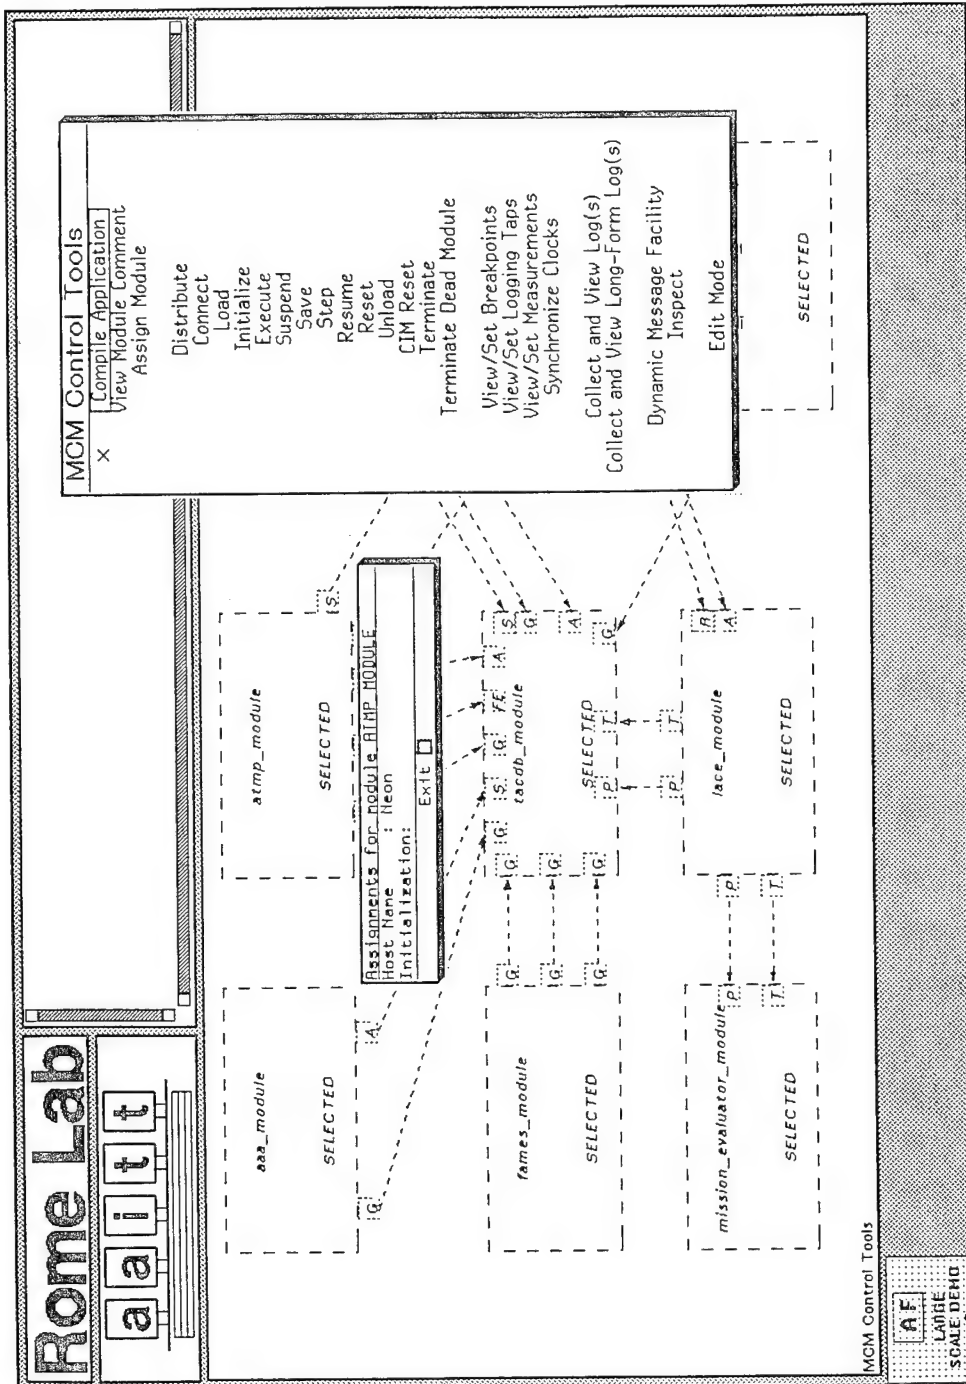 Rome Lab
a a i t t
MCM Control Tools
X
Compile Application
View Module Comment
Assign Module
Distribute
Connect
Load
Initialize
Execute
Suspend
Save
Step
Resume
Reset
Unload
CIM Reset
Terminate
Terminate Dead Module
View/Set Breakpoints
View/Set Logging Taps
View/Set Measurements
Synchronize Clocks
Collect and View Log(s)
Collect and View Long-Form Log(s)
Dynamic Message Facility
Inspect
Edit Mode
SELECTED
aaa_module
SELECTED
G
A
atmp_module
SELECTED
S
Assignments for module ATMP_MODULE
Host Name : Neon
Initialization:
Exit
fames_module
SELECTED
G
G
G
G S G FE A
tacdb_module
SELECTED
G
G
G
S
G
A
G
P T
mission_evaluator_module
SELECTED
P
T
P T
lace_module
SELECTED
P
T
R
A
MCM Control Tools
AF
LARGE
SCALE DEMO